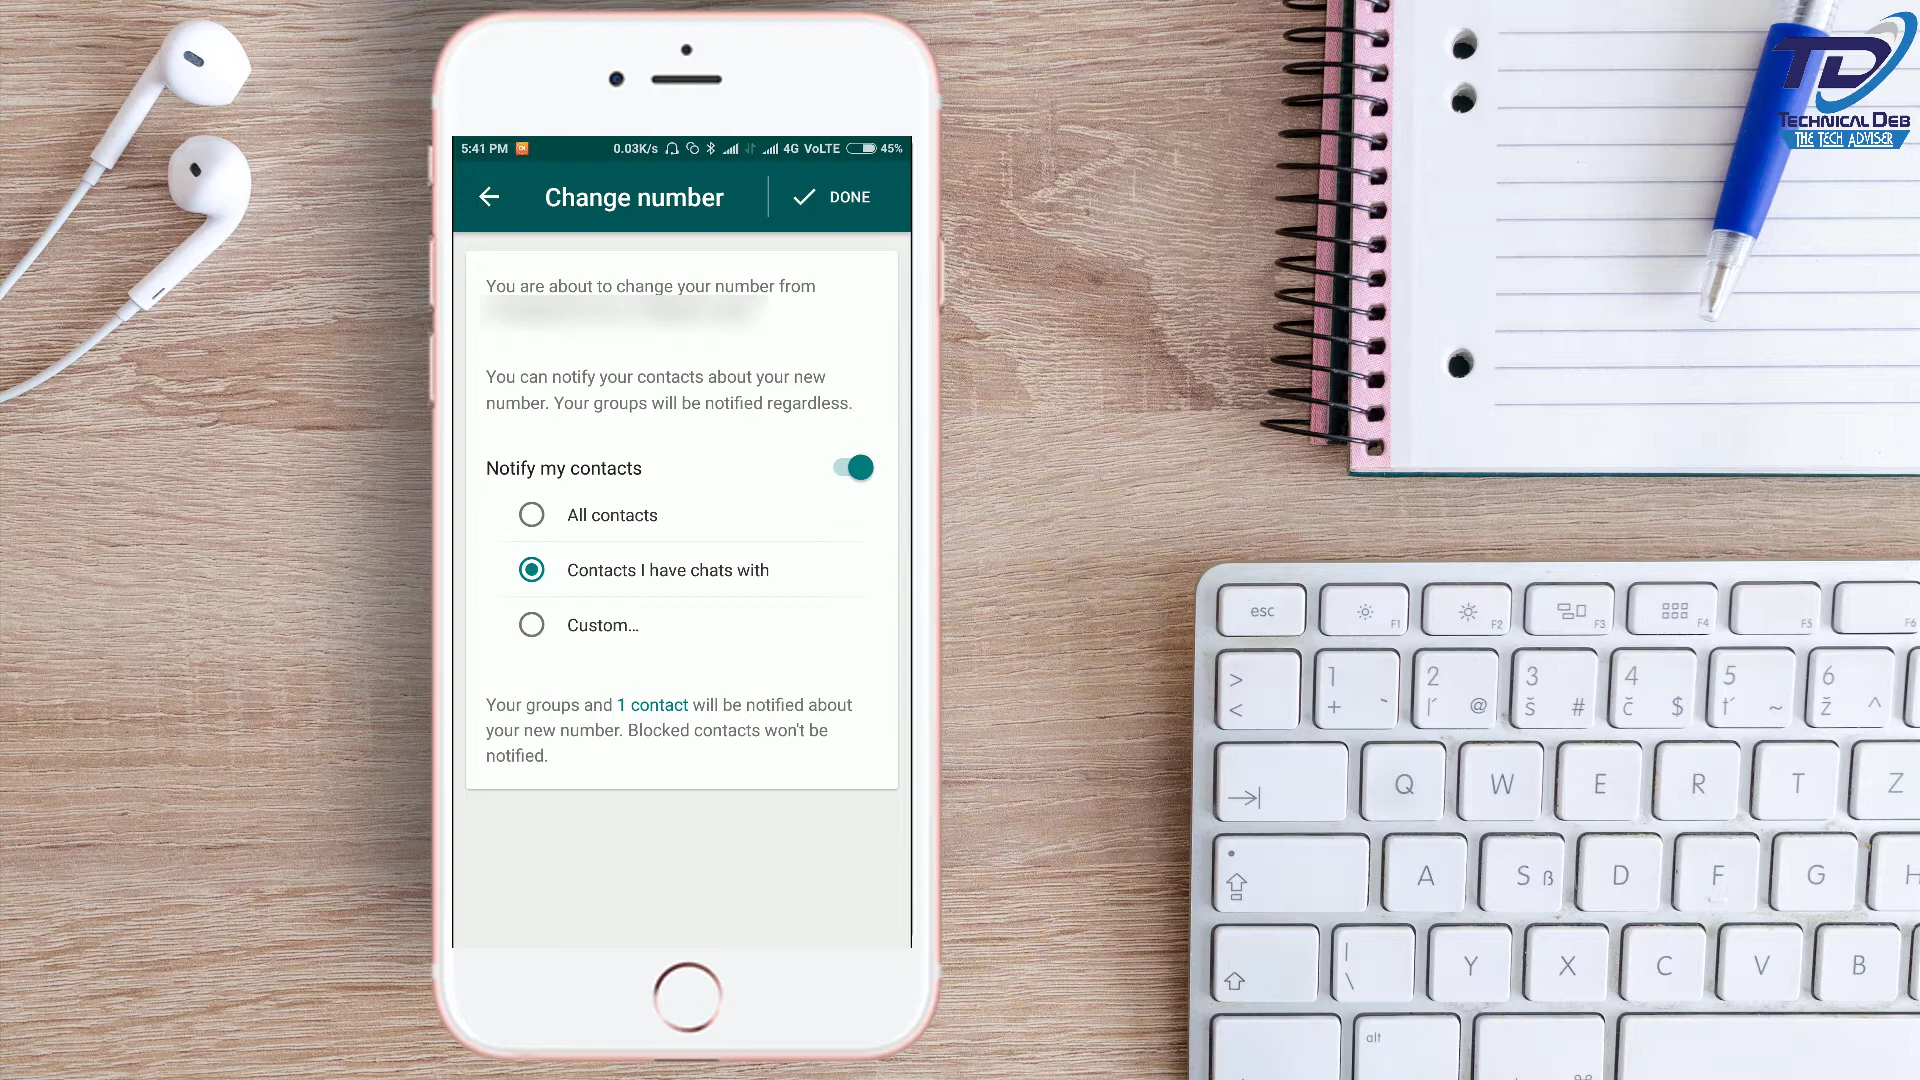 5:41 PM 0.03K/s 4G VoLTE 45%
Change number
DONE
You are about to change your number from
You can notify your contacts about your new
number. Your groups will be notified regardless.
Notify my contacts
All contacts
Contacts I have chats with
Custom...
Your groups and 1 contact will be notified about
your new number. Blocked contacts won't be
notified.
TD
TECHNICAL DEB
THE TECH ADVISER
esc F1 F2 F3 F4 F5 F6
> 1 2 3 4 5 6
< + ` ľ @ š # č $ ť ~ ž ^
Q W E R T Z
A S ß D F G H
| \ Y X C V B
alt